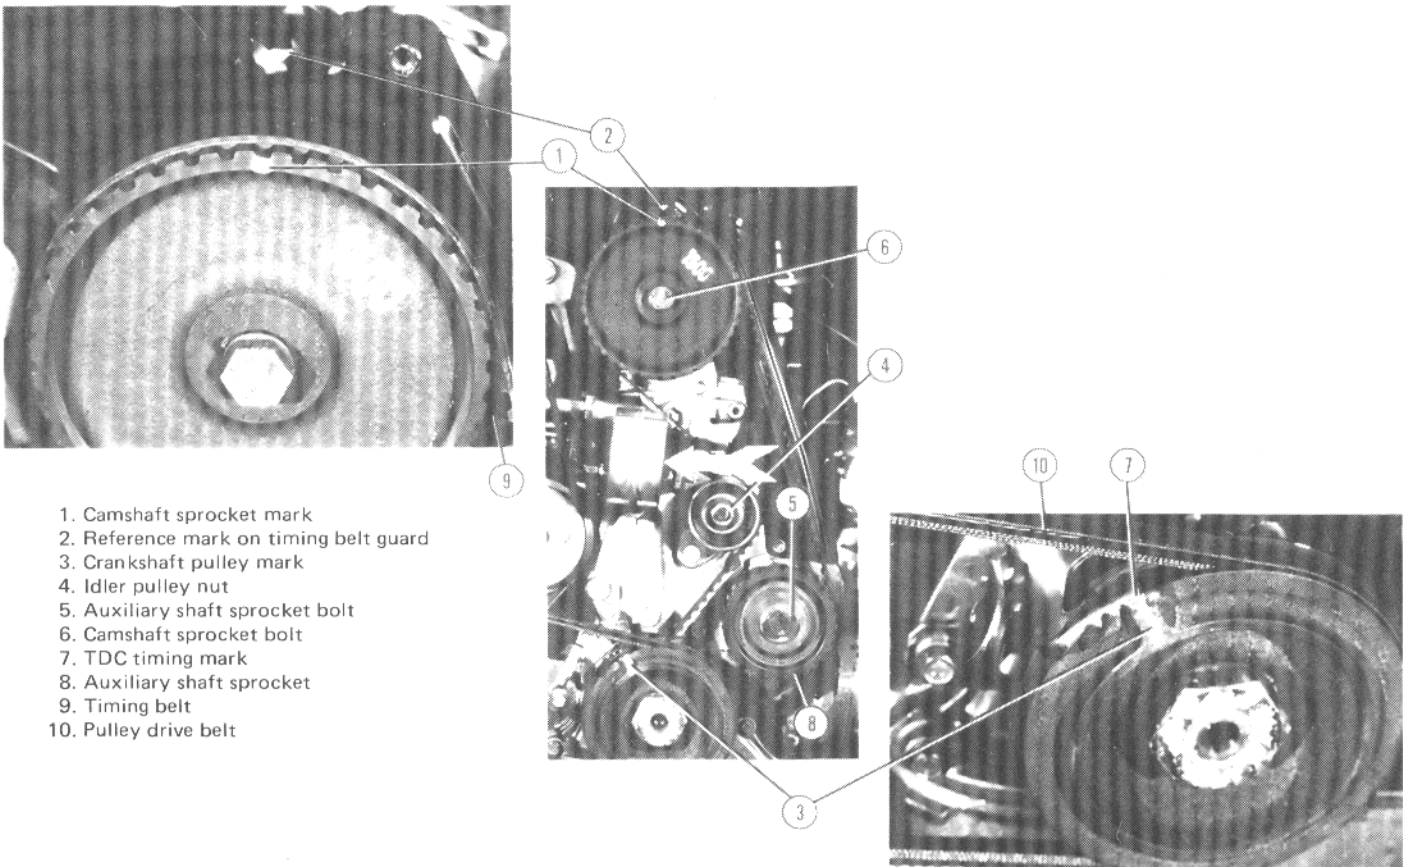 2
1
6
4
9
10
7
5
8
3
1. Camshaft sprocket mark
2. Reference mark on timing belt guard
3. Crankshaft pulley mark
4. Idler pulley nut
5. Auxiliary shaft sprocket bolt
6. Camshaft sprocket bolt
7. TDC timing mark
8. Auxiliary shaft sprocket
9. Timing belt
10. Pulley drive belt